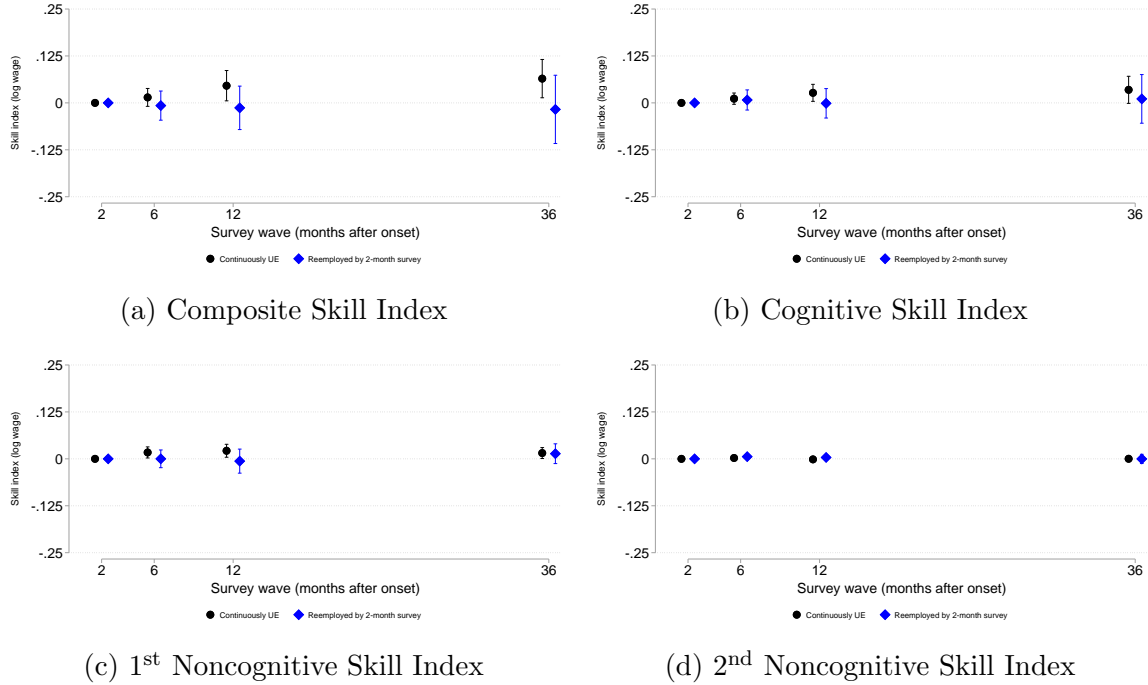 .25
.125
0
-.125
-.25
Skill index (log wage)
2 6 12 36
Survey wave (months after onset)
Continuously UE Reemployed by 2-month survey
(a) Composite Skill Index
.25
.125
0
-.125
-.25
Skill index (log wage)
2 6 12 36
Survey wave (months after onset)
Continuously UE Reemployed by 2-month survey
(b) Cognitive Skill Index
.25
.125
0
-.125
-.25
Skill index (log wage)
2 6 12 36
Survey wave (months after onset)
Continuously UE Reemployed by 2-month survey
(c) 1st Noncognitive Skill Index
.25
.125
0
-.125
-.25
Skill index (log wage)
2 6 12 36
Survey wave (months after onset)
Continuously UE Reemployed by 2-month survey
(d) 2nd Noncognitive Skill Index